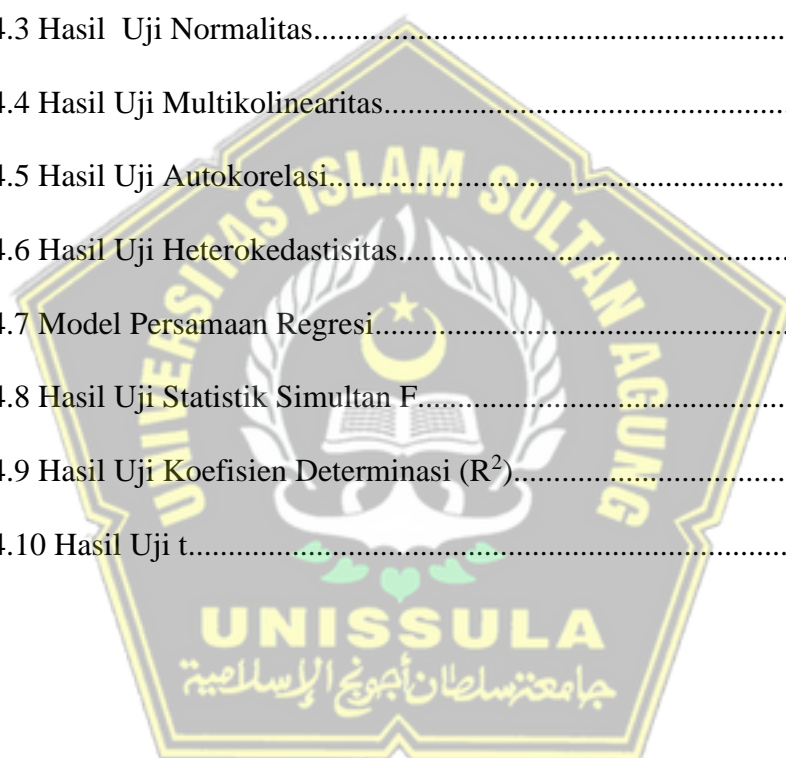 4.3 Hasil  Uji Normalitas............................................................
4.4 Hasil Uji Multikolinearitas...................................................
4.5 Hasil Uji Autokorelasi..........................................................
4.6 Hasil Uji Heterokedastisitas.................................................
4.7 Model Persamaan Regresi....................................................
4.8 Hasil Uji Statistik Simultan F...............................................
4.9 Hasil Uji Koefisien Determinasi (R²)...................................
4.10 Hasil Uji t............................................................................
UNIVERSITAS ISLAM SULTAN AGUNG
UNISSULA
جامعة سلطان أجونج الإسلامية